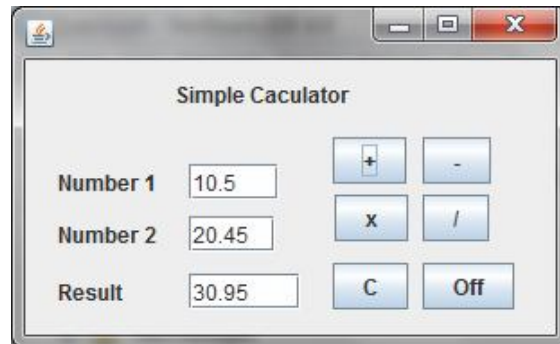 Simple Caculator
+ -
Number 1 10.5
x /
Number 2 20.45
Result 30.95 C Off